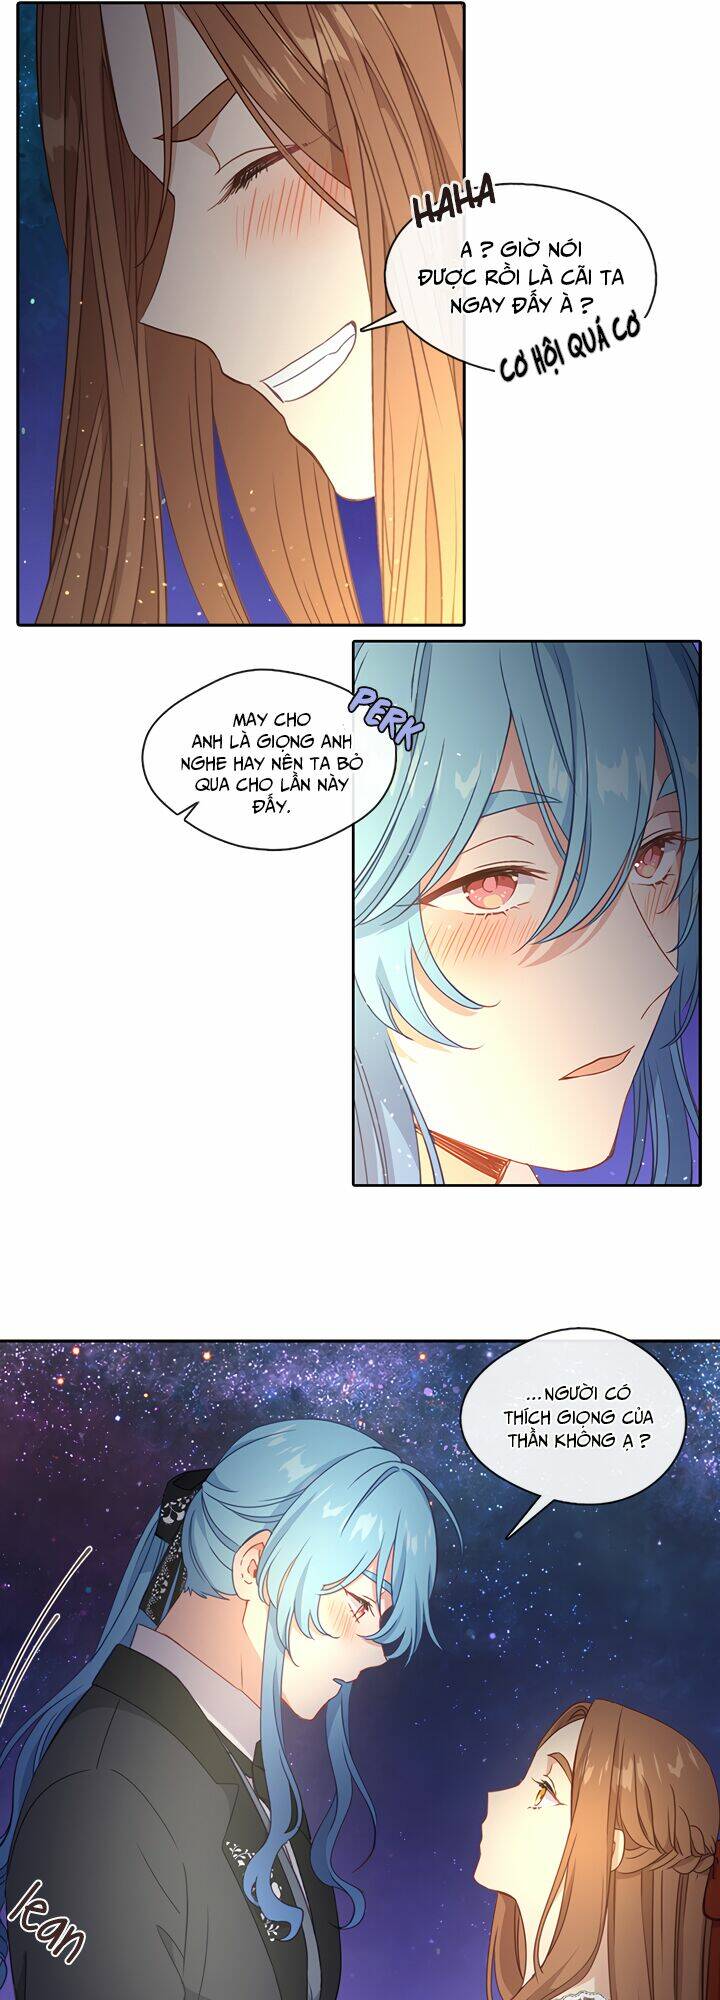 HAHA
A ? GIỜ NÓI
ĐƯỢC RỒI LÀ CÃI TA
NGAY ĐẤY À ?
CƠ HỘI QUÁ CƠ
PERK
MAY CHO
ANH LÀ GIỌNG ANH
NGHE HAY NÊN TA BỎ
QUA CHO LẦN NÀY
ĐẤY.
...NGƯỜI CÓ
THÍCH GIỌNG CỦA
THẦN KHÔNG Ạ ?
lean